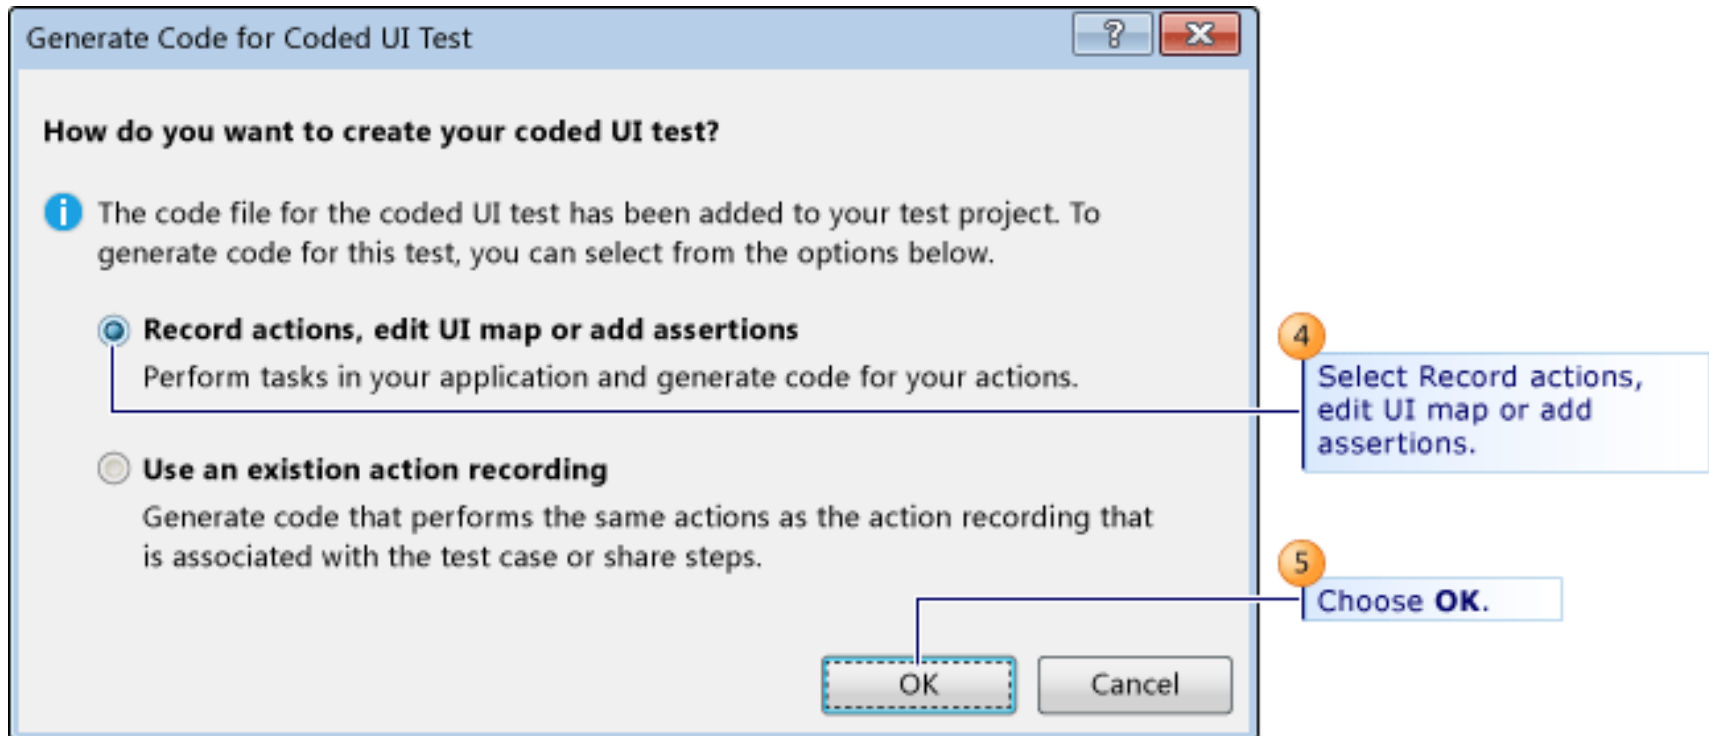 Generate Code for Coded UI Test
?
How do you want to create your coded UI test?
i
The code file for the coded UI test has been added to your test project. To
generate code for this test, you can select from the options below.
Record actions, edit UI map or add assertions
Perform tasks in your application and generate code for your actions.
4
Select Record actions,
edit UI map or add
assertions.
Use an existion action recording
Generate code that performs the same actions as the action recording that
is associated with the test case or share steps.
5
Choose OK.
OK
Cancel